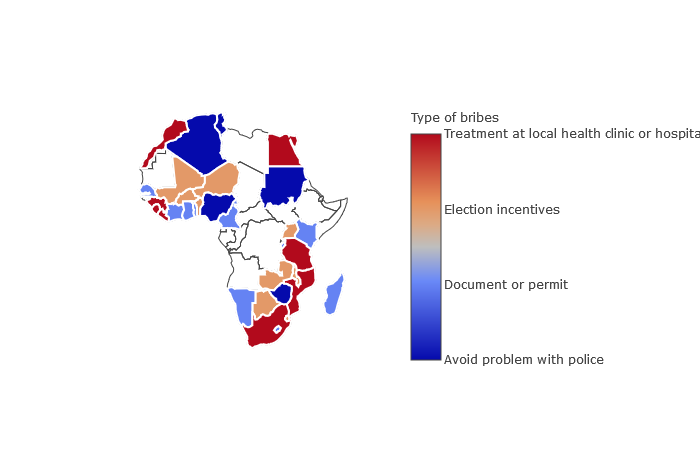 Type of bribes
Treatment at local health clinic or hospita
Election incentives
Document or permit
Avoid problem with police